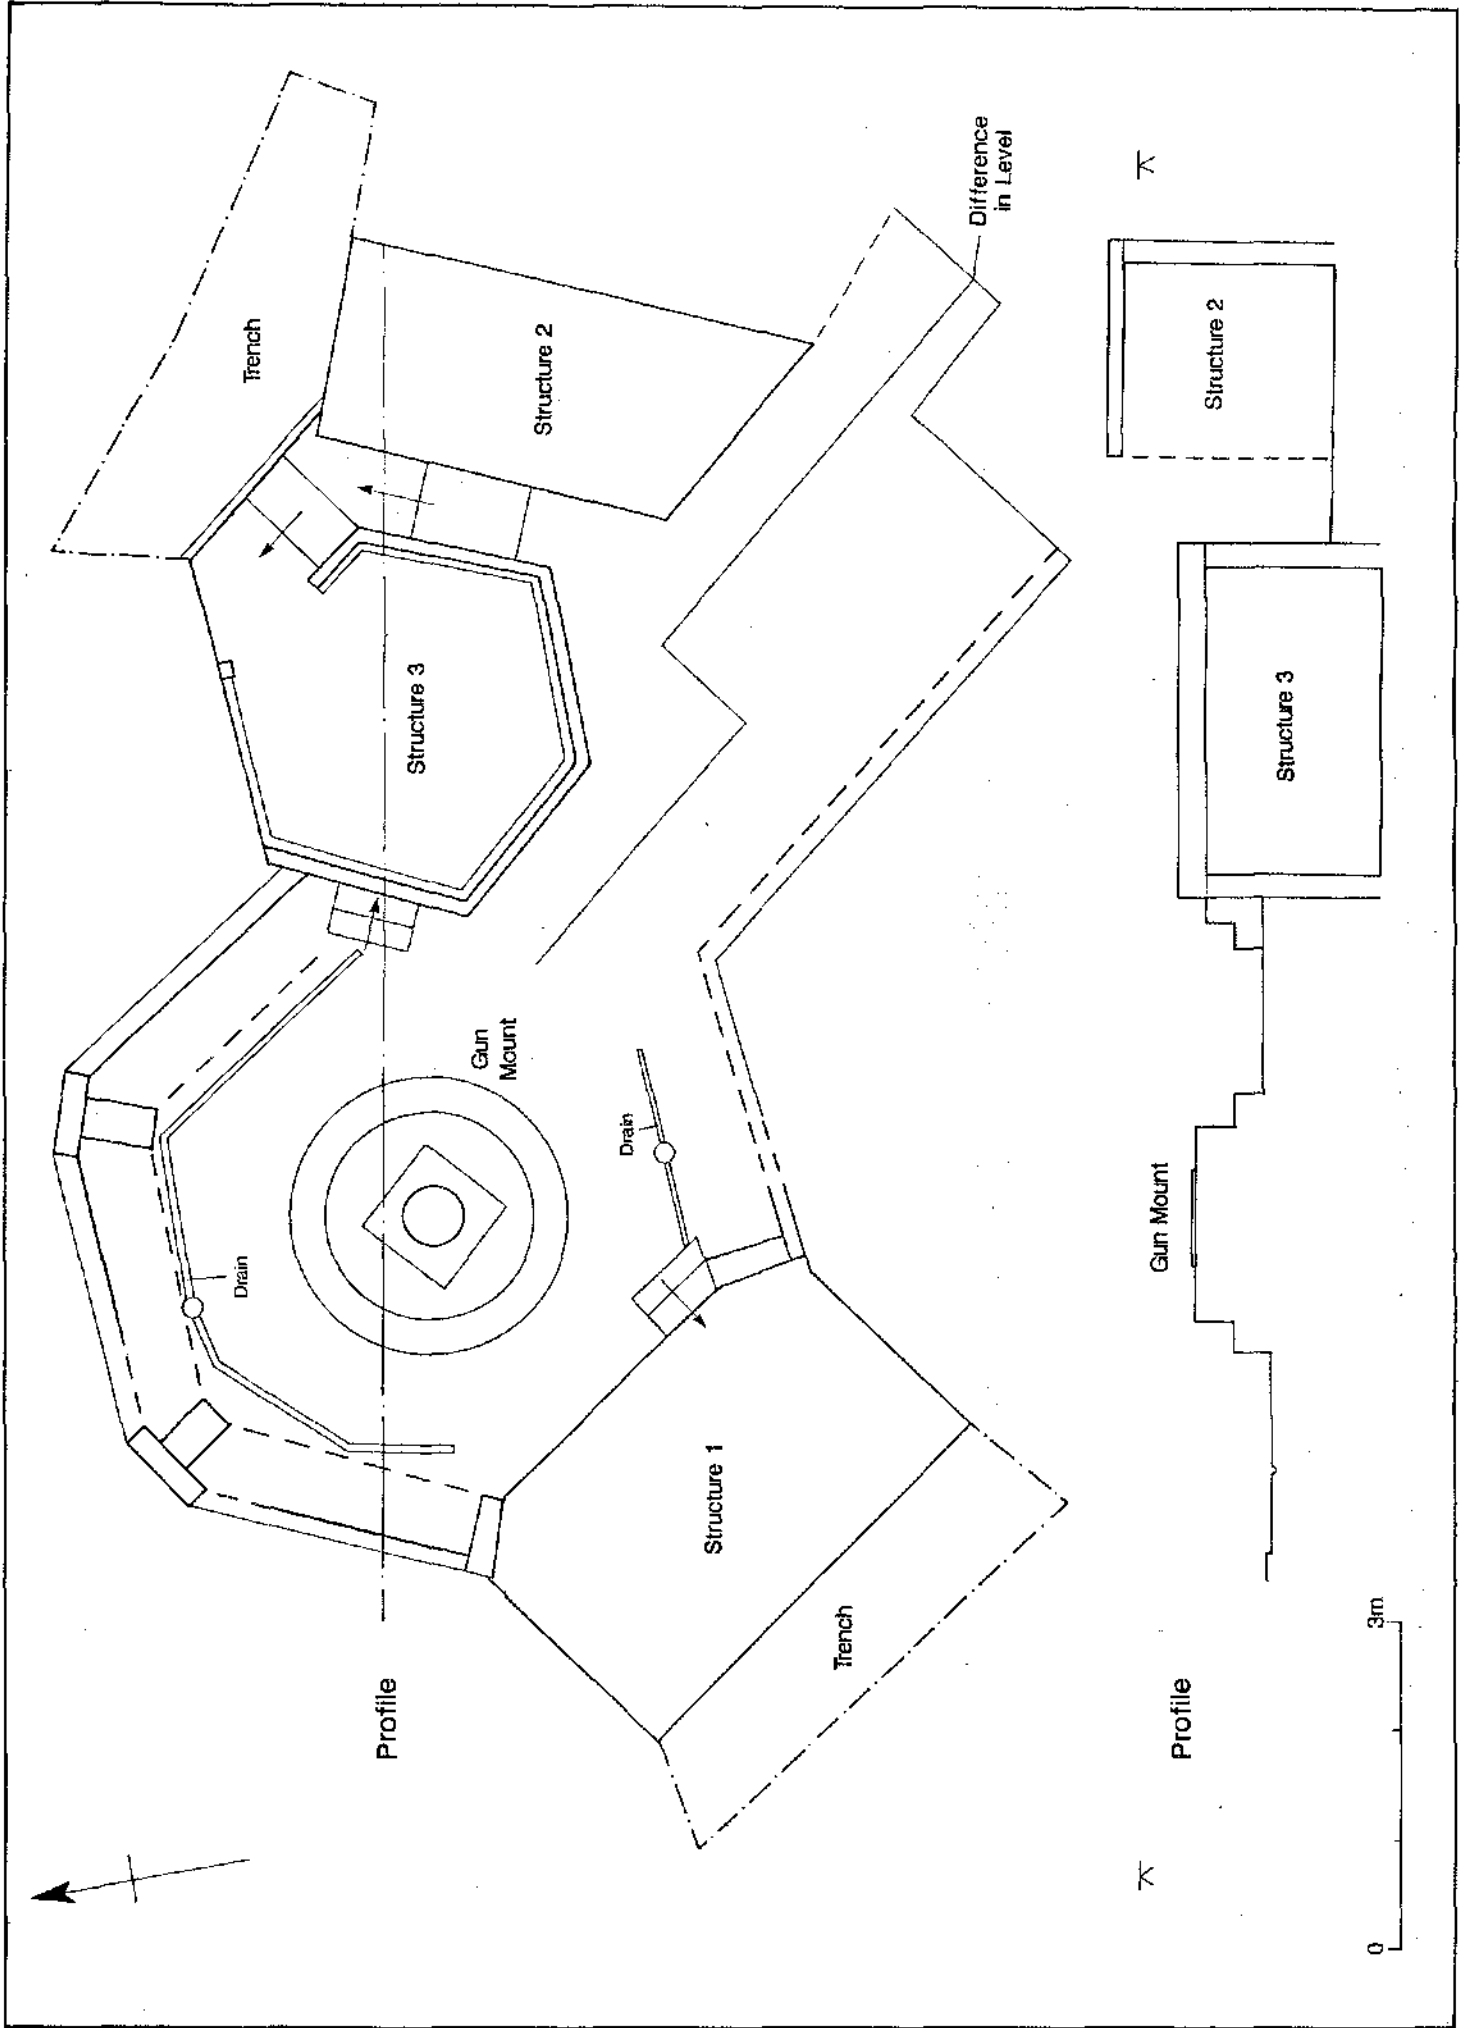 Trench
Structure 2
Difference
in Level
Structure 3
Gun
Mount
Drain
Drain
Structure 1
Trench
Profile
Structure 2
Structure 3
Gun Mount
Profile
0
3m